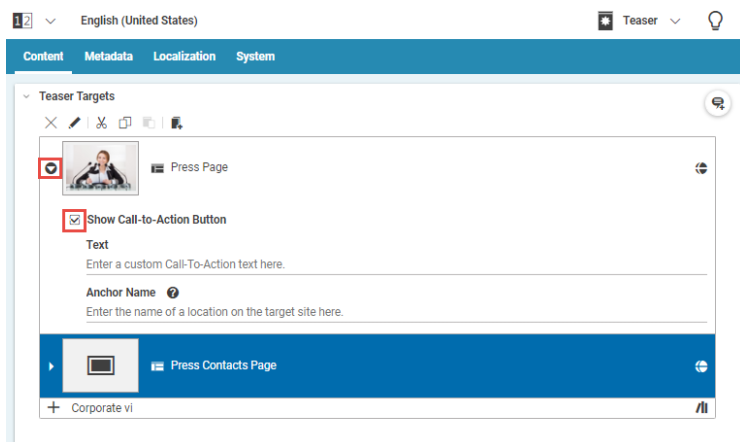 12 English (United States) Teaser
Content Metadata Localization System
Teaser Targets
Press Page
Show Call-to-Action Button
Text
Enter a custom Call-To-Action text here.
Anchor Name ?
Enter the name of a location on the target site here.
Press Contacts Page
Corporate vi